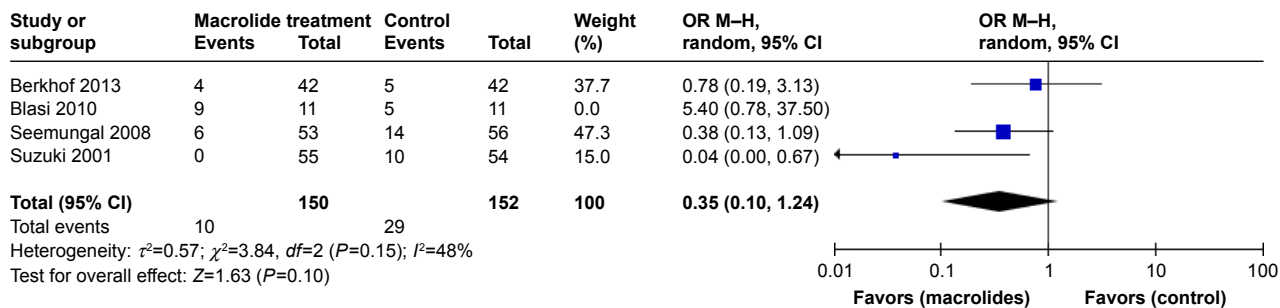 Study or subgroup Macrolide treatment Events Total Control Events Total Weight (%) OR M–H, random, 95% CI OR M–H, random, 95% CI
Berkhof 2013 4 42 5 42 37.7 0.78 (0.19, 3.13)
Blasi 2010 9 11 5 11 0.0 5.40 (0.78, 37.50)
Seemungal 2008 6 53 14 56 47.3 0.38 (0.13, 1.09)
Suzuki 2001 0 55 10 54 15.0 0.04 (0.00, 0.67)
Total (95% CI) 150 152 100 0.35 (0.10, 1.24)
Total events 10 29
Heterogeneity: τ²=0.57; χ²=3.84, df=2 (P=0.15); I²=48%
Test for overall effect: Z=1.63 (P=0.10)
0.01 0.1 1 10 100
Favors (macrolides) Favors (control)